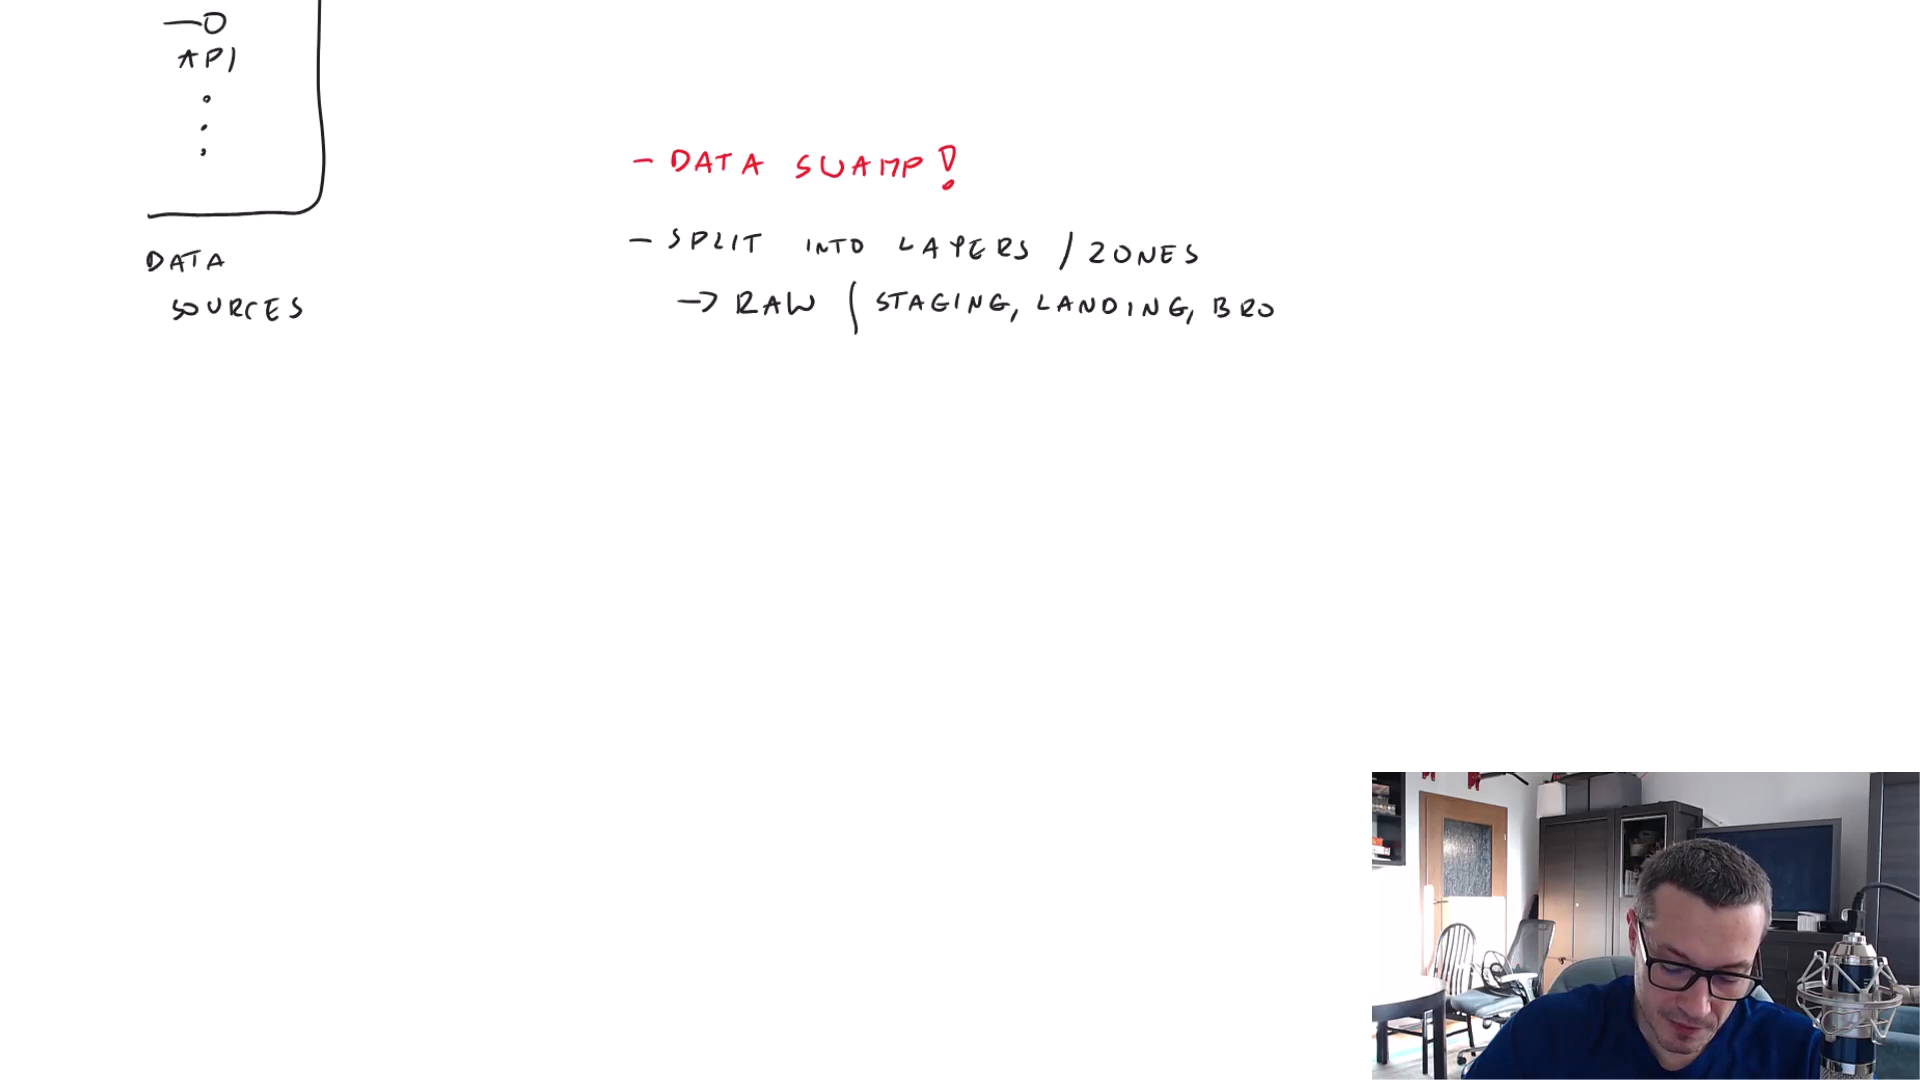 API
DATA
SOURCES
- DATA SWAMP!
- SPLIT INTO LAYERS / ZONES
→ RAW ( STAGING, LANDING, BRO